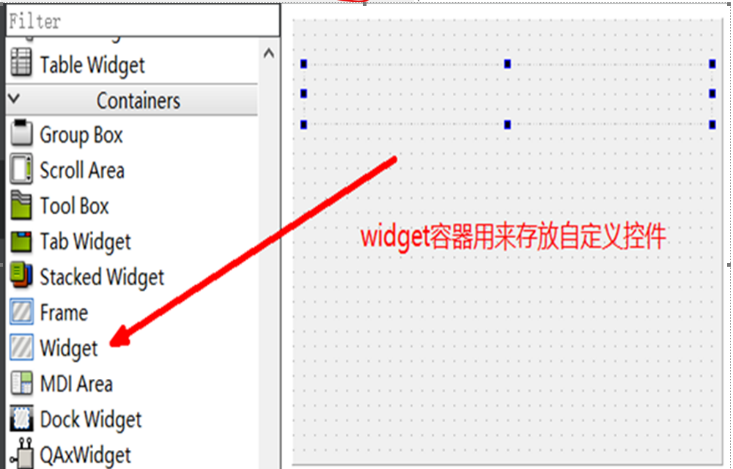 Filter
Table Widget
Containers
Group Box
Scroll Area
Tool Box
Tab Widget
Stacked Widget
Frame
Widget
MDI Area
Dock Widget
QAxWidget
widget容器用来存放自定义控件